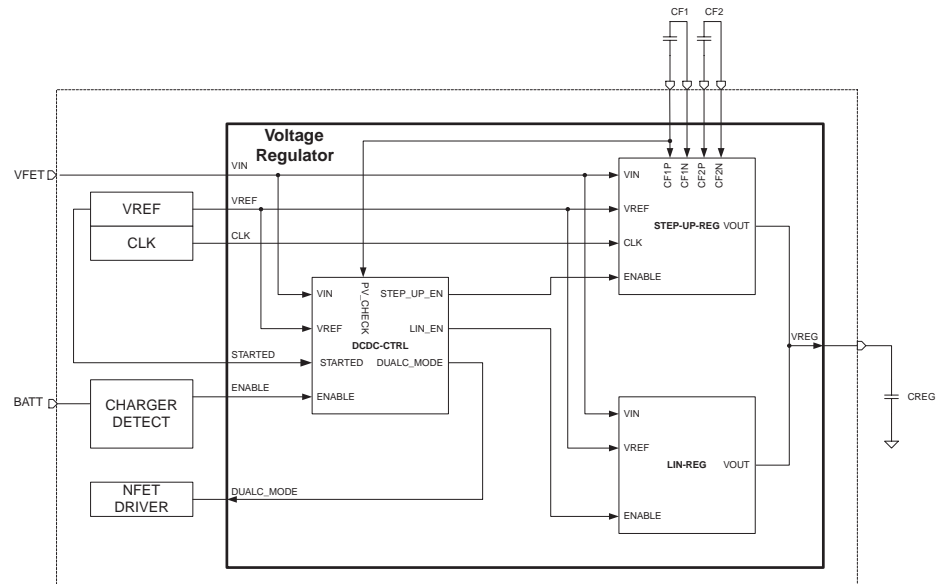 CF1
CF2
Voltage
Regulator
VFET
VIN
VREF
VREF
CLK
CLK
CF1P
CF1N
CF2P
CF2N
VIN
VREF
STEP-UP-REG
VOUT
CLK
ENABLE
PV_CHECK
STEP_UP_EN
VIN
LIN_EN
VREF
DCDC-CTRL
STARTED
STARTED
DUALC_MODE
ENABLE
ENABLE
BATT
CHARGER
DETECT
VREG
CREG
VIN
VREF
LIN-REG
VOUT
ENABLE
NFET
DRIVER
DUALC_MODE